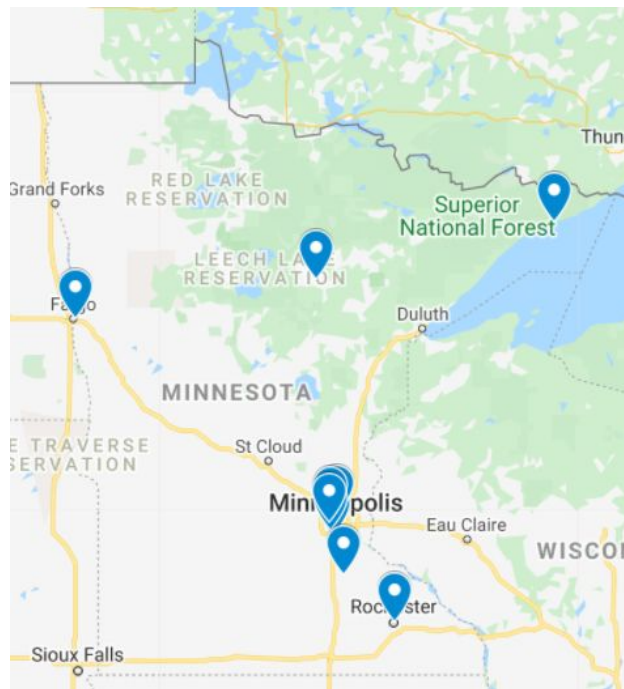 Thun
Grand Forks
RED LAKE
RESERVATION
Superior
National Forest
LEECH LAKE
RESERVATION
Fargo
Duluth
MINNESOTA
E TRAVERSE
SERVATION
St Cloud
Minneapolis
Eau Claire
WISCO
Rochester
Sioux Falls